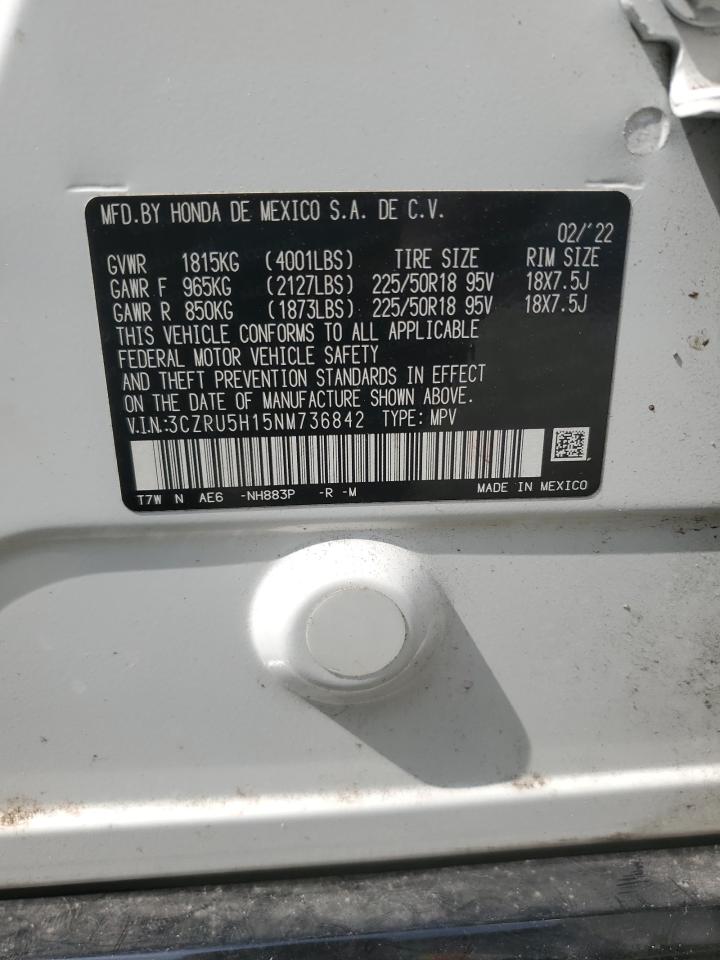 MFD.BY HONDA DE MEXICO S.A. DE C.V.
02/'22
GVWR 1815KG (4001LBS) TIRE SIZE RIM SIZE
GAWR F 965KG (2127LBS) 225/50R18 95V 18X7.5J
GAWR R 850KG (1873LBS) 225/50R18 95V 18X7.5J
THIS VEHICLE CONFORMS TO ALL APPLICABLE
FEDERAL MOTOR VEHICLE SAFETY
AND THEFT PREVENTION STANDARDS IN EFFECT
ON THE DATE OF MANUFACTURE SHOWN ABOVE.
V.I.N.:3CZRU5H15NM736842 TYPE: MPV
T7W N AE6 -NH883P -R -M MADE IN MEXICO